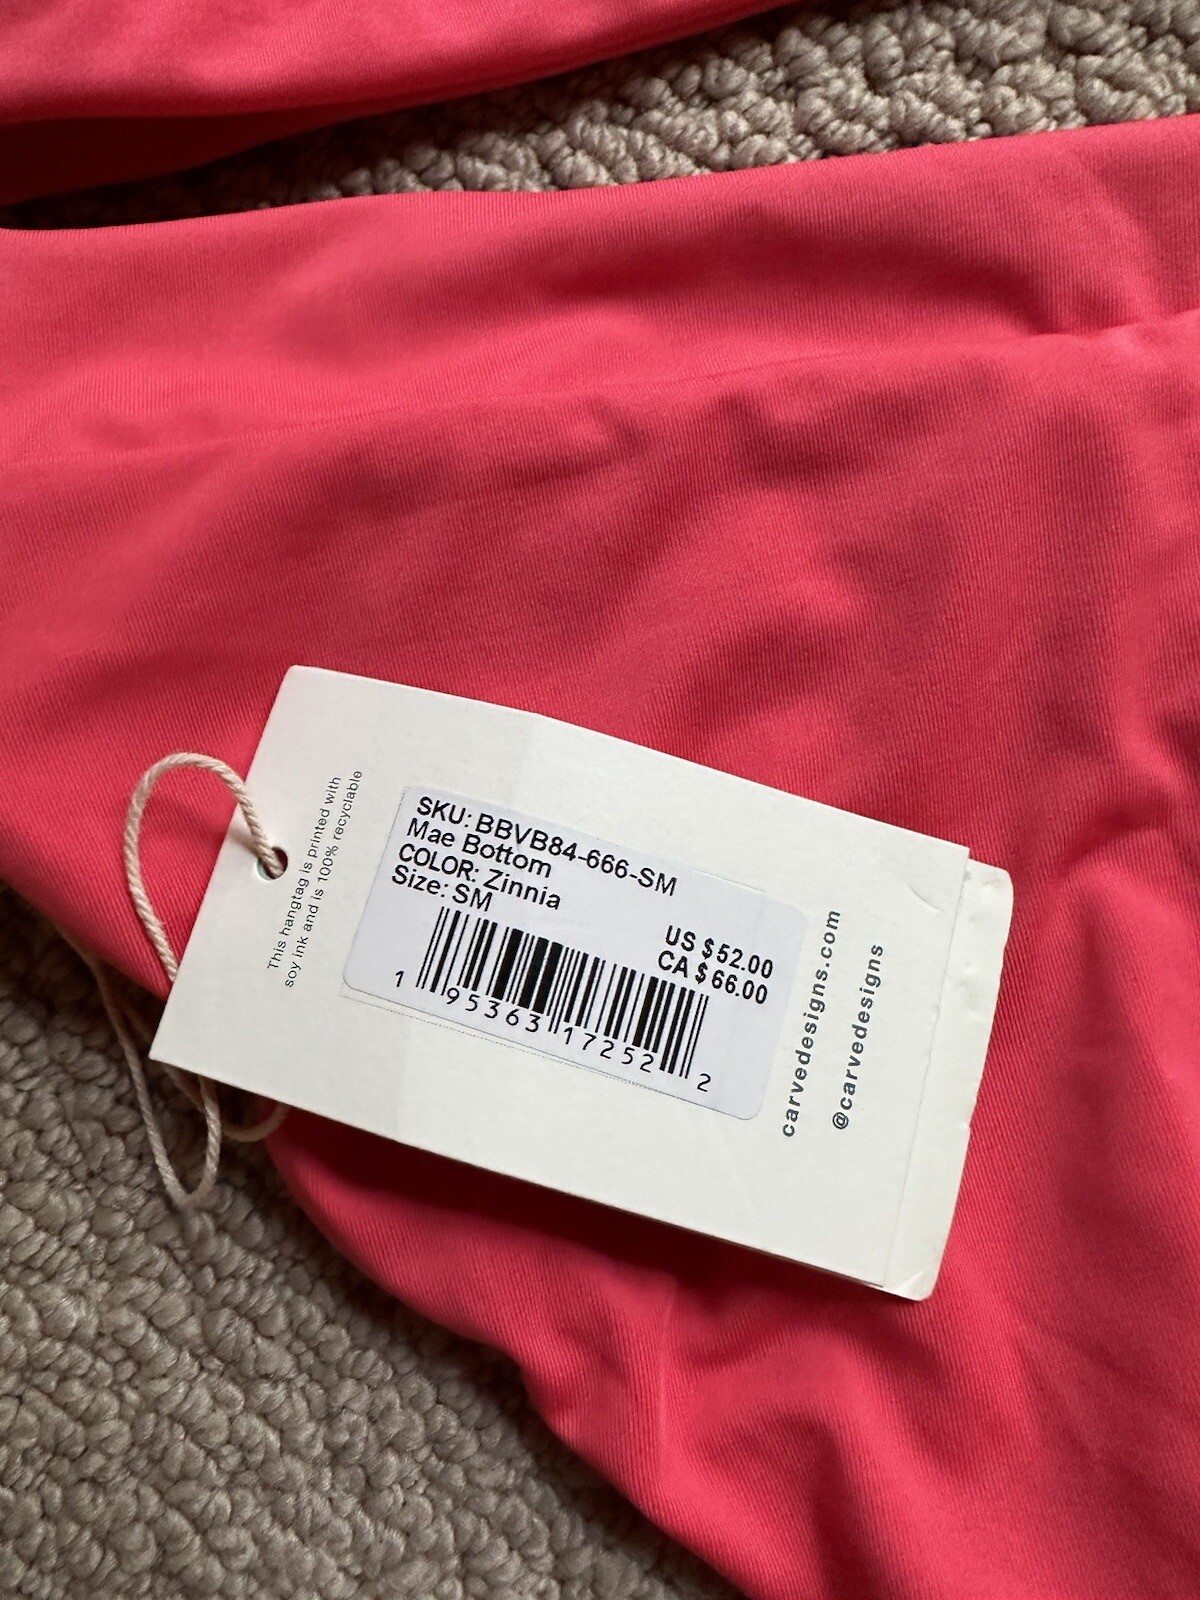 This hangtag is printed with
soy ink and is 100% recyclable
SKU: BBVB84-666-SM
Mae Bottom
COLOR: Zinnia
Size: SM
US $52.00
CA $66.00
1 95363 17252 2
carvedesigns.com
@carvedesigns